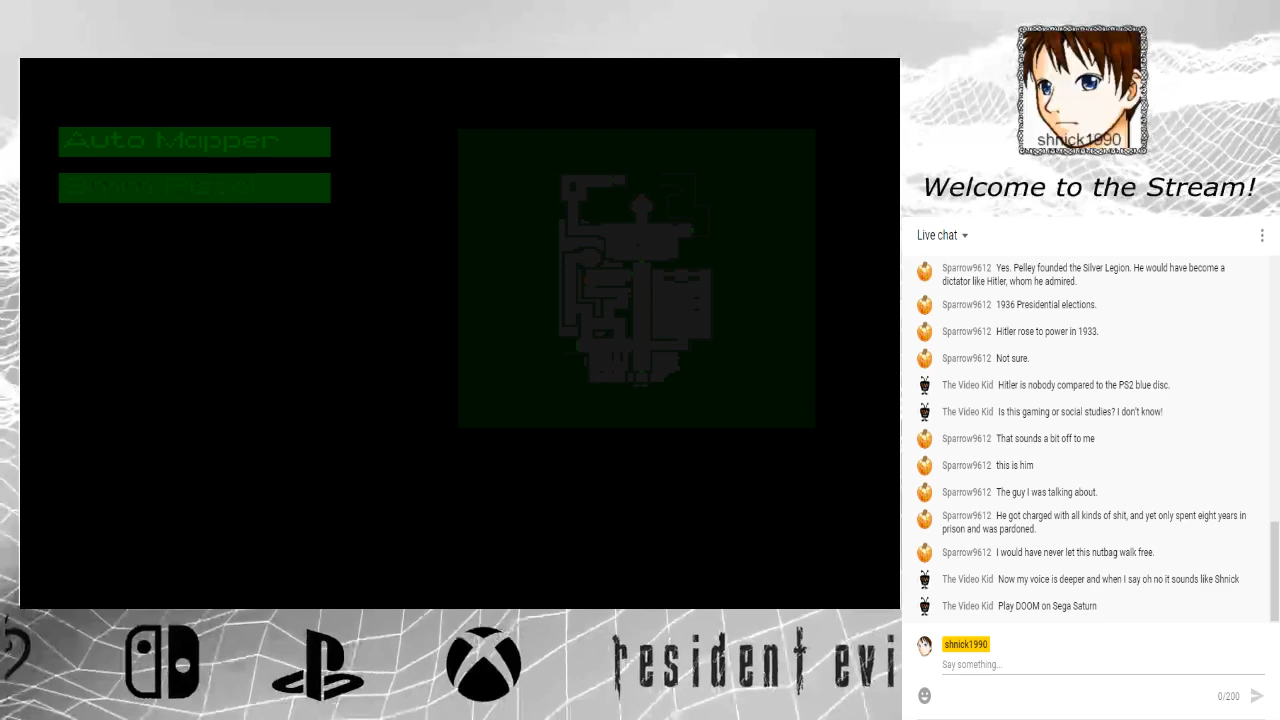 Auto Mapper
shnick1990
Welcome to the Stream!
Live chat
Sparrow9612 Yes. Pelley founded the Silver Legion. He would have become a
dictator like Hitler, whom he admired.
Sparrow9612 1936 Presidential elections.
Sparrow9612 Hitler rose to power in 1933.
Sparrow9612 Not sure.
The Video Kid Hitler is nobody compared to the PS2 blue disc.
The Video Kid Is this gaming or social studies? I don't know!
Sparrow9612 That sounds a bit off to me
Sparrow9612 this is him
Sparrow9612 The guy I was talking about.
Sparrow9612 He got charged with all kinds of shit, and yet only spent eight years in
prison and was pardoned.
Sparrow9612 I would have never let this nutbag walk free.
The Video Kid Now my voice is deeper and when I say oh no it sounds like Shnick
The Video Kid Play DOOM on Sega Saturn
shnick1990
Say something...
0/200
resident evi